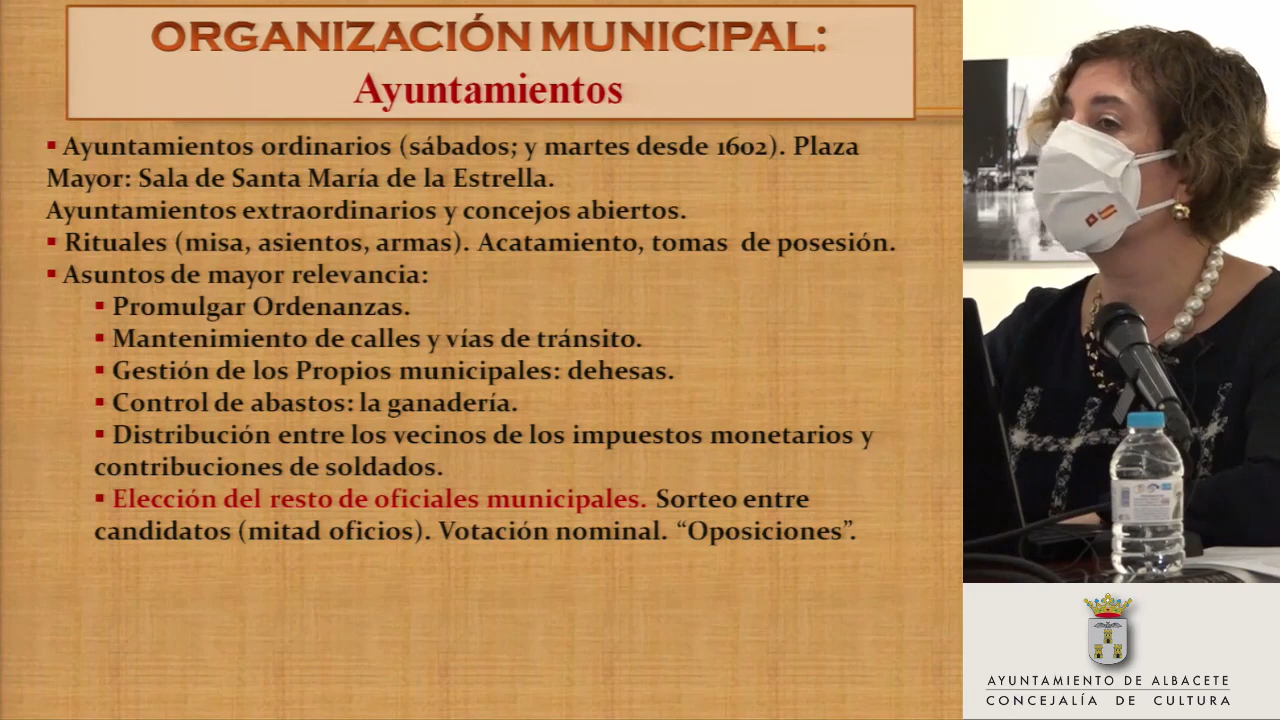 ORGANIZACIÓN MUNICIPAL:
Ayuntamientos
▪ Ayuntamientos ordinarios (sábados; y martes desde 1602). Plaza
Mayor: Sala de Santa María de la Estrella.
Ayuntamientos extraordinarios y concejos abiertos.
▪ Rituales (misa, asientos, armas). Acatamiento, tomas de posesión.
▪ Asuntos de mayor relevancia:
▪ Promulgar Ordenanzas.
▪ Mantenimiento de calles y vías de tránsito.
▪ Gestión de los Propios municipales: dehesas.
▪ Control de abastos: la ganadería.
▪ Distribución entre los vecinos de los impuestos monetarios y
contribuciones de soldados.
▪ Elección del resto de oficiales municipales. Sorteo entre
candidatos (mitad oficios). Votación nominal. “Oposiciones”.
AYUNTAMIENTO DE ALBACETE
CONCEJALÍA DE CULTURA